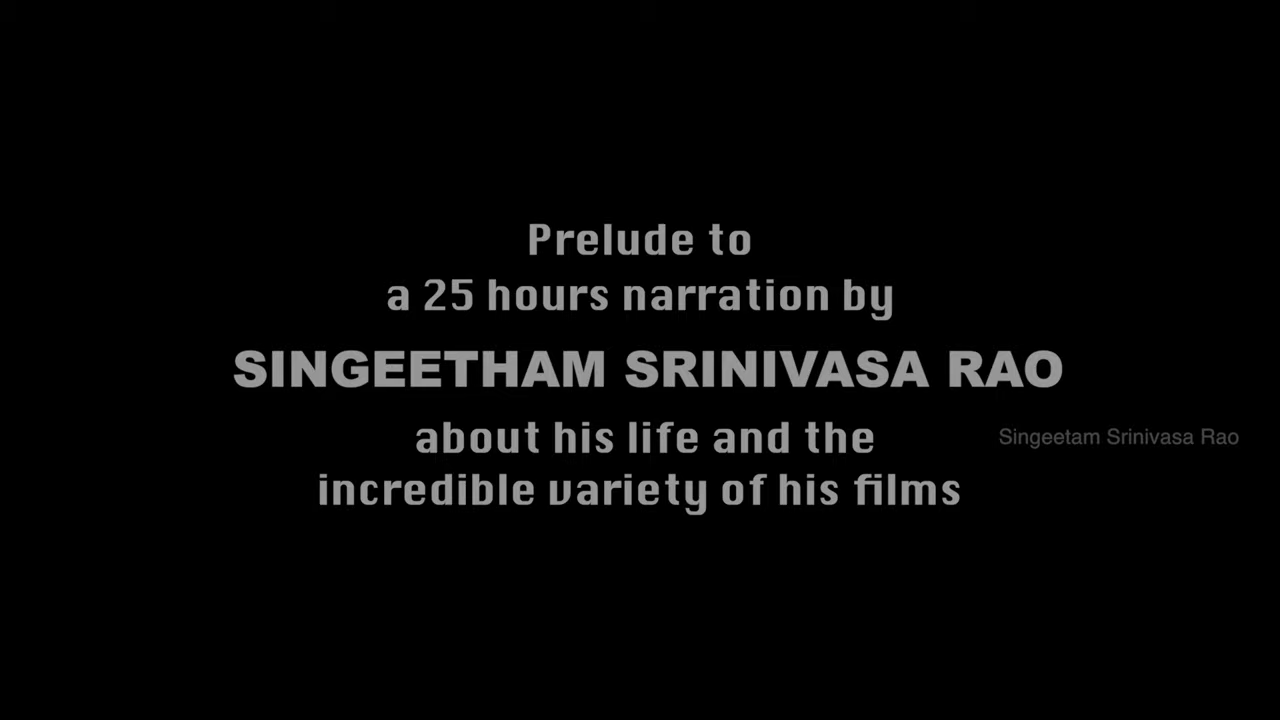 Prelude to
a 25 hours narration by
SINGEETHAM SRINIVASA RAO
about his life and the
incredible variety of his films
Singeetam Srinivasa Rao